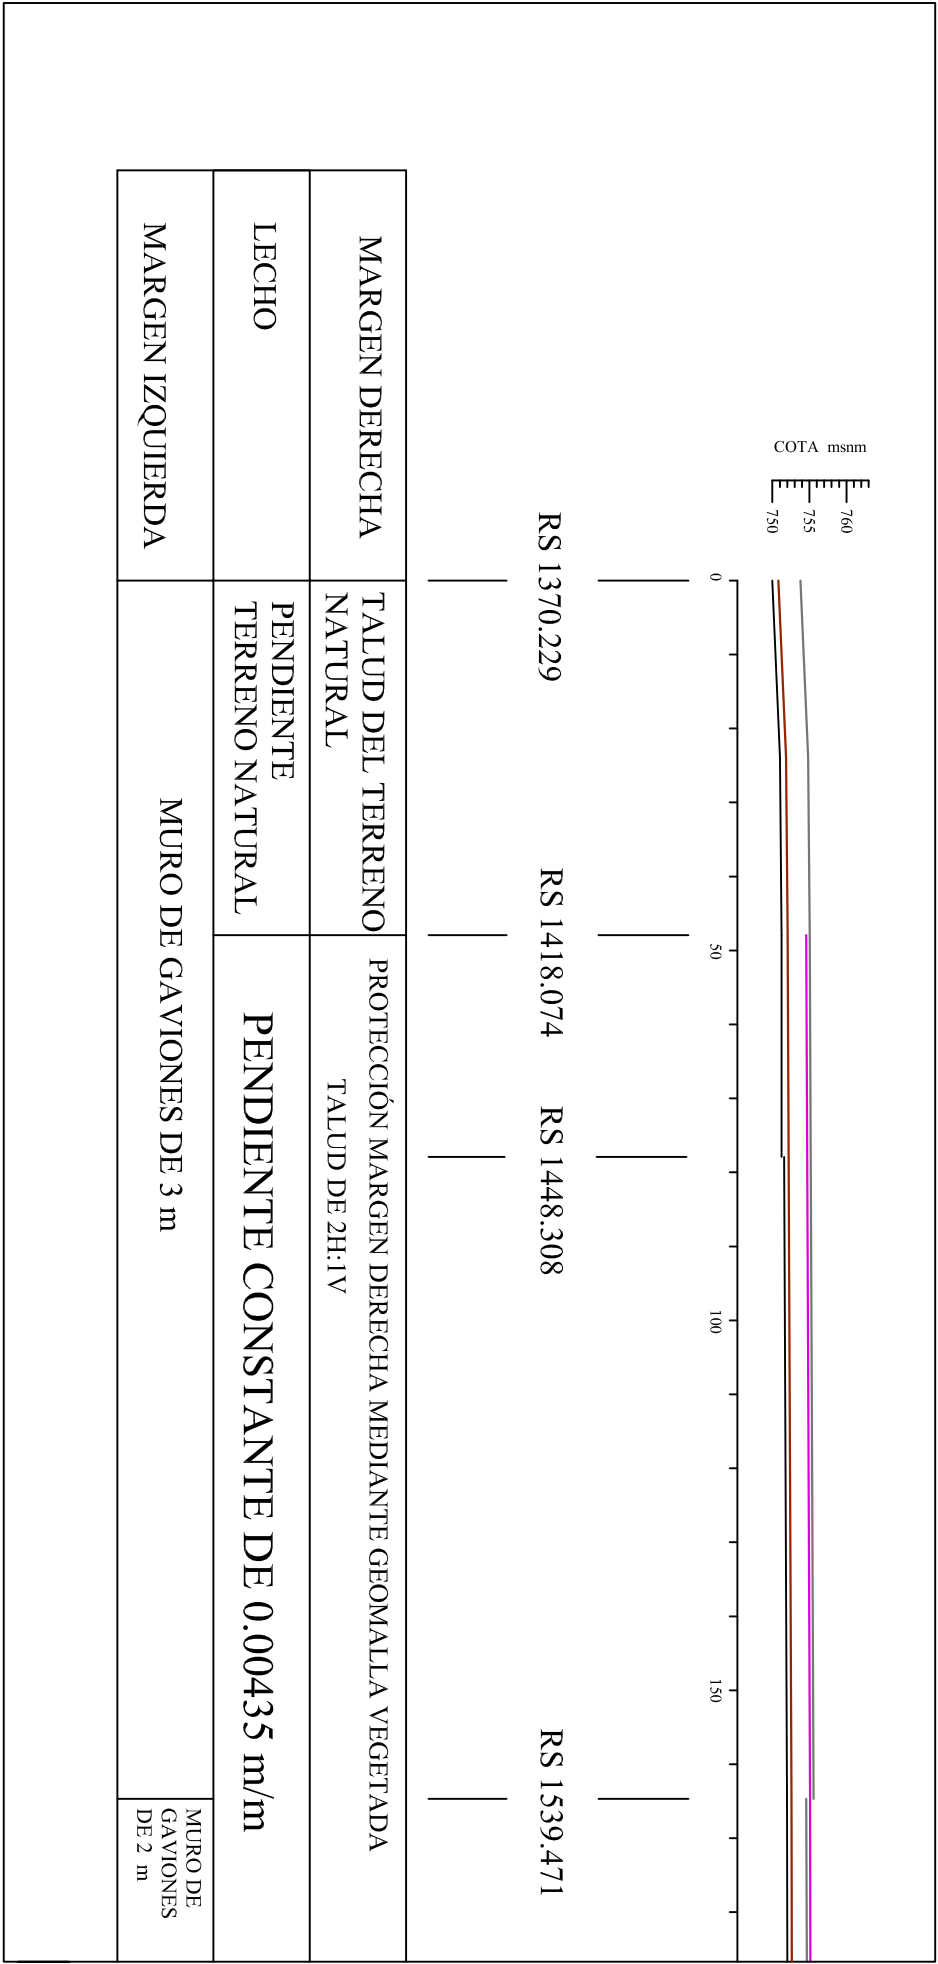 COTA msnm
750
755
760
0
50
100
150
RS 1370.229
RS 1418.074
RS 1448.308
RS 1539.471
MARGEN DERECHA
TALUD DEL TERRENO
NATURAL
PROTECCIÓN MARGEN DERECHA MEDIANTE GEOMALLA VEGETADA
TALUD DE 2H:1V
LECHO
PENDIENTE
TERRENO NATURAL
PENDIENTE CONSTANTE DE 0.00435 m/m
MARGEN IZQUIERDA
MURO DE GAVIONES DE 3 m
MURO DE
GAVIONES
DE 2 m